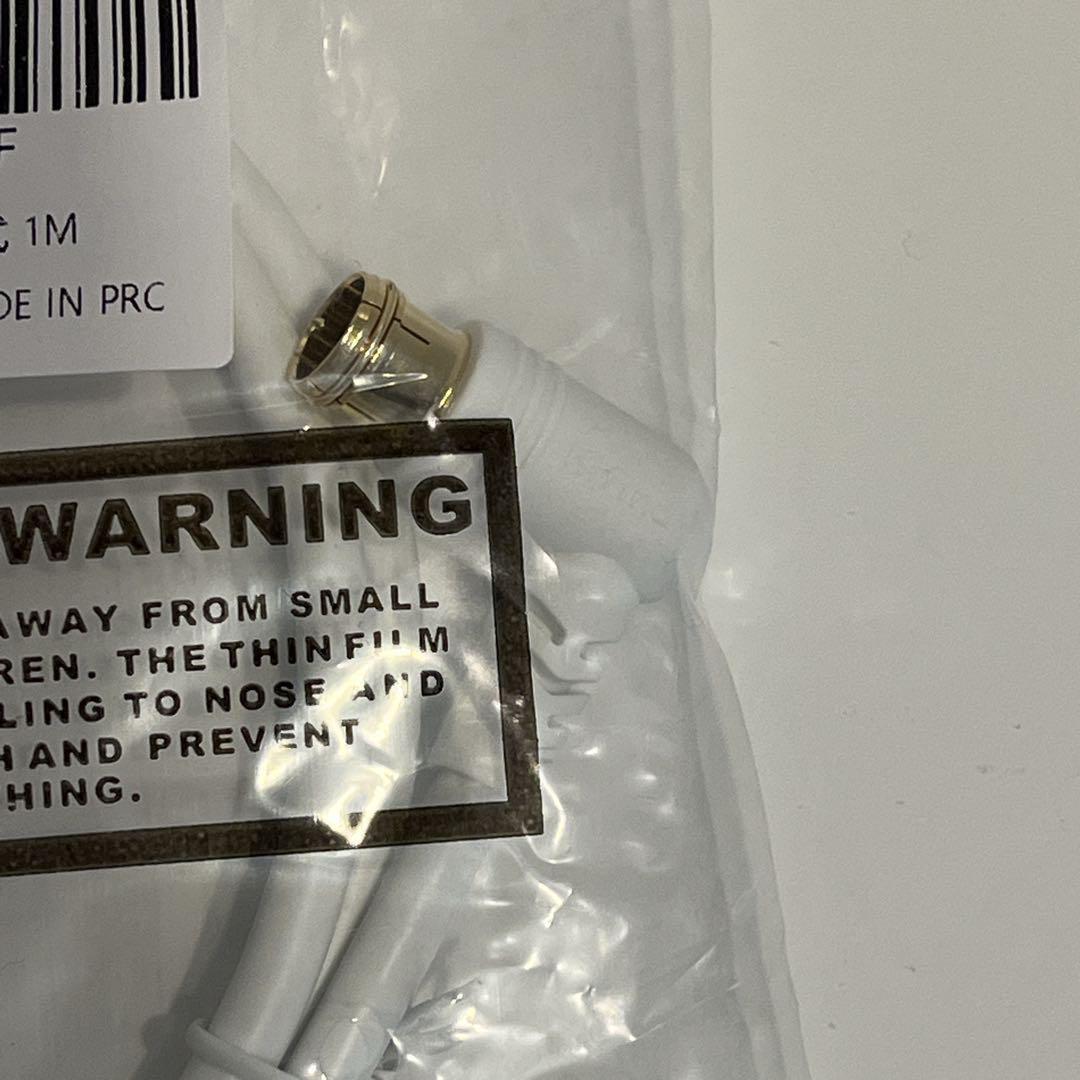 F
式 1M
DE IN PRC
WARNING
AWAY FROM SMALL
REN. THE THIN FILM
LING TO NOSE AND
H AND PREVENT
HING.